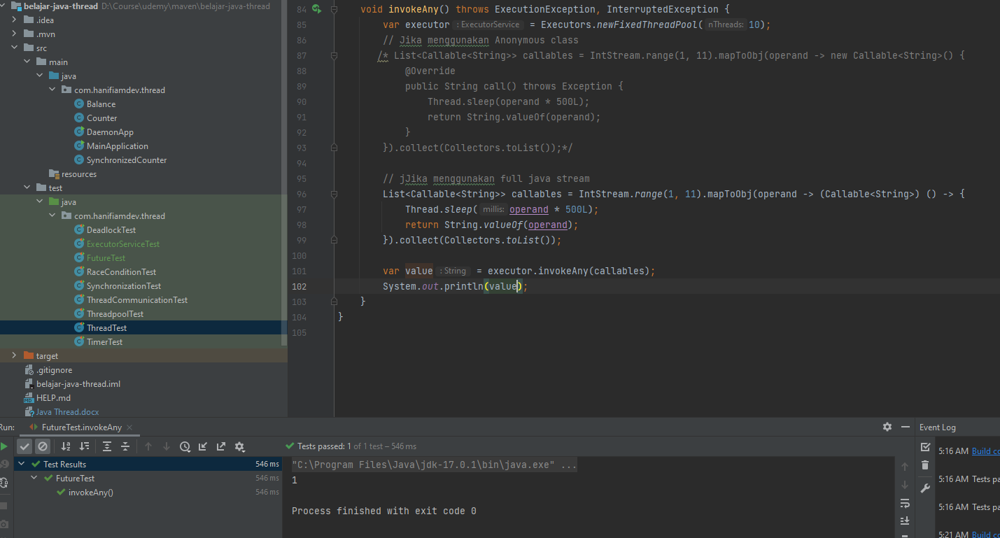 belajar-java-thread D:\Course\udemy\maven\belajar-java-thread
.idea
.mvn
src
main
java
com.hanifiamdev.thread
Balance
Counter
DaemonApp
MainApplication
SynchronizedCounter
resources
test
java
com.hanifiamdev.thread
DeadlockTest
ExecutorServiceTest
FutureTest
RaceConditionTest
SynchronizationTest
ThreadCommunicationTest
ThreadpoolTest
ThreadTest
TimerTest
target
.gitignore
belajar-java-thread.iml
HELP.md
Java Thread.docx
84 void invokeAny() throws ExecutionException, InterruptedException {
85 var executor : ExecutorService = Executors.newFixedThreadPool( nThreads: 10);
86 // Jika menggunakan Anonymous class
87 /* List<Callable<String>> callables = IntStream.range(1, 11).mapToObj(operand -> new Callable<String>() {
88 @Override
89 public String call() throws Exception {
90 Thread.sleep(operand * 500L);
91 return String.valueOf(operand);
92 }
93 }).collect(Collectors.toList());*/
94
95 // jJika menggunakan full java stream
96 List<Callable<String>> callables = IntStream.range(1, 11).mapToObj(operand -> (Callable<String>) () -> {
97 Thread.sleep( millis: operand * 500L);
98 return String.valueOf(operand);
99 }).collect(Collectors.toList());
100
101 var value : String = executor.invokeAny(callables);
102 System.out.println(value);
103 }
104 }
105
Run: FutureTest.invokeAny
Tests passed: 1 of 1 test – 546 ms
Test Results 546 ms
FutureTest 546 ms
invokeAny() 546 ms
"C:\Program Files\Java\jdk-17.0.1\bin\java.exe" ...
1
Process finished with exit code 0
Event Log
5:16 AM Build co
5:16 AM Tests pa
5:16 AM Tests pa
5:21 AM Build co